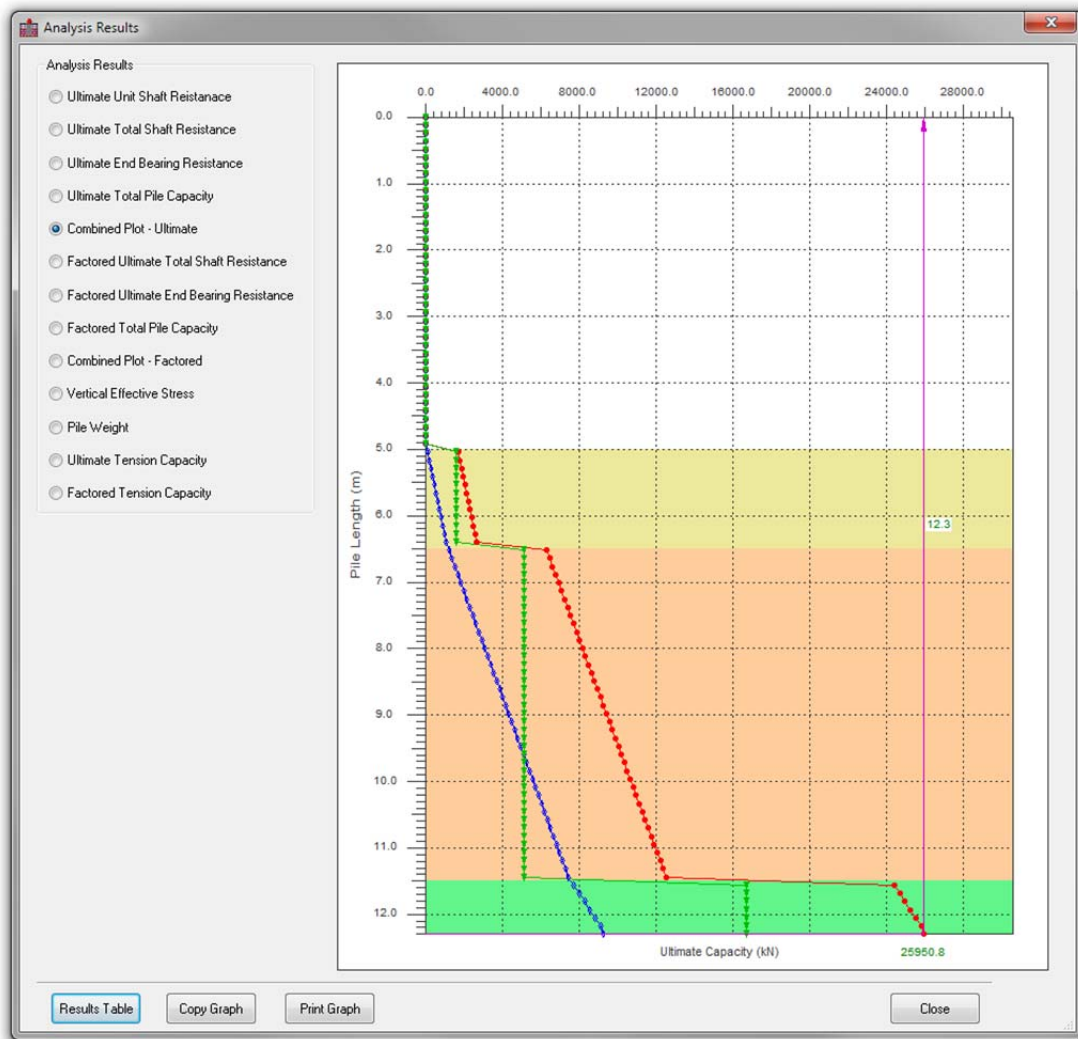 Analysis Results
Analysis Results
Ultimate Unit Shaft Reistanace
Ultimate Total Shaft Resistance
Ultimate End Bearing Resistance
Ultimate Total Pile Capacity
Combined Plot - Ultimate
Factored Ultimate Total Shaft Resistance
Factored Ultimate End Bearing Resistance
Factored Total Pile Capacity
Combined Plot - Factored
Vertical Effective Stress
Pile Weight
Ultimate Tension Capacity
Factored Tension Capacity
0.0 4000.0 8000.0 12000.0 16000.0 20000.0 24000.0 28000.0
0.0
1.0
2.0
3.0
4.0
5.0
6.0
7.0
8.0
9.0
10.0
11.0
12.0
Pile Length (m)
12.3
Ultimate Capacity (kN)
25950.8
Results Table
Copy Graph
Print Graph
Close